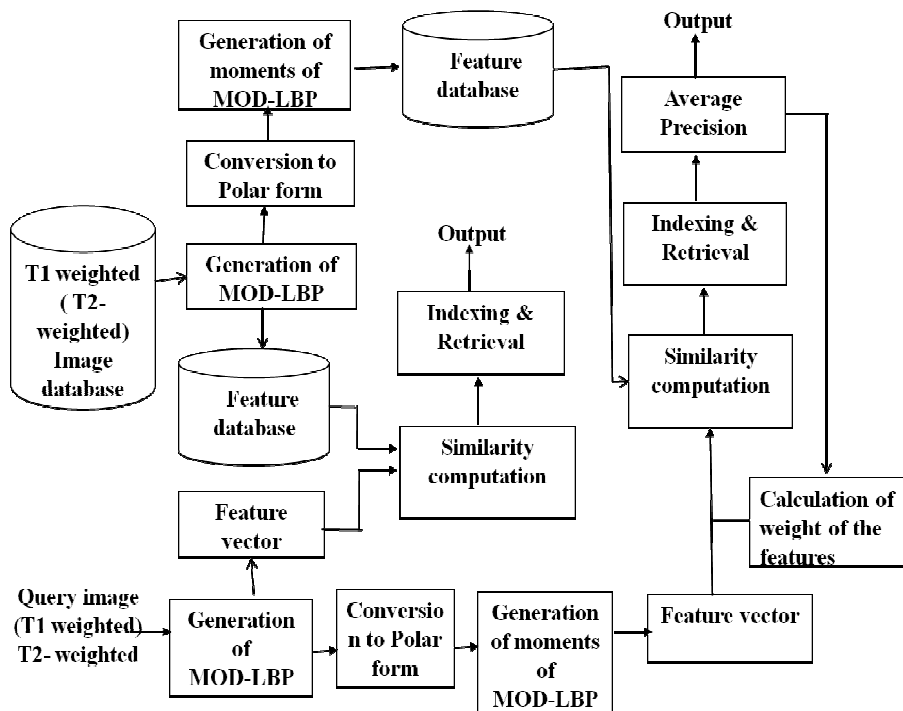 Generation of
moments of
MOD-LBP
Feature
database
Output
Average
Precision
Conversion to
Polar form
Indexing &
Retrieval
Output
T1 weighted
( T2-
weighted)
Image
database
Generation of
MOD-LBP
Indexing &
Retrieval
Similarity
computation
Feature
database
Similarity
computation
Feature
vector
Calculation of
weight of the
features
Query image
(T1 weighted)
T2- weighted
Generation
of
MOD-LBP
Conversio
n to Polar
form
Generation
of moments
of
MOD-LBP
Feature vector